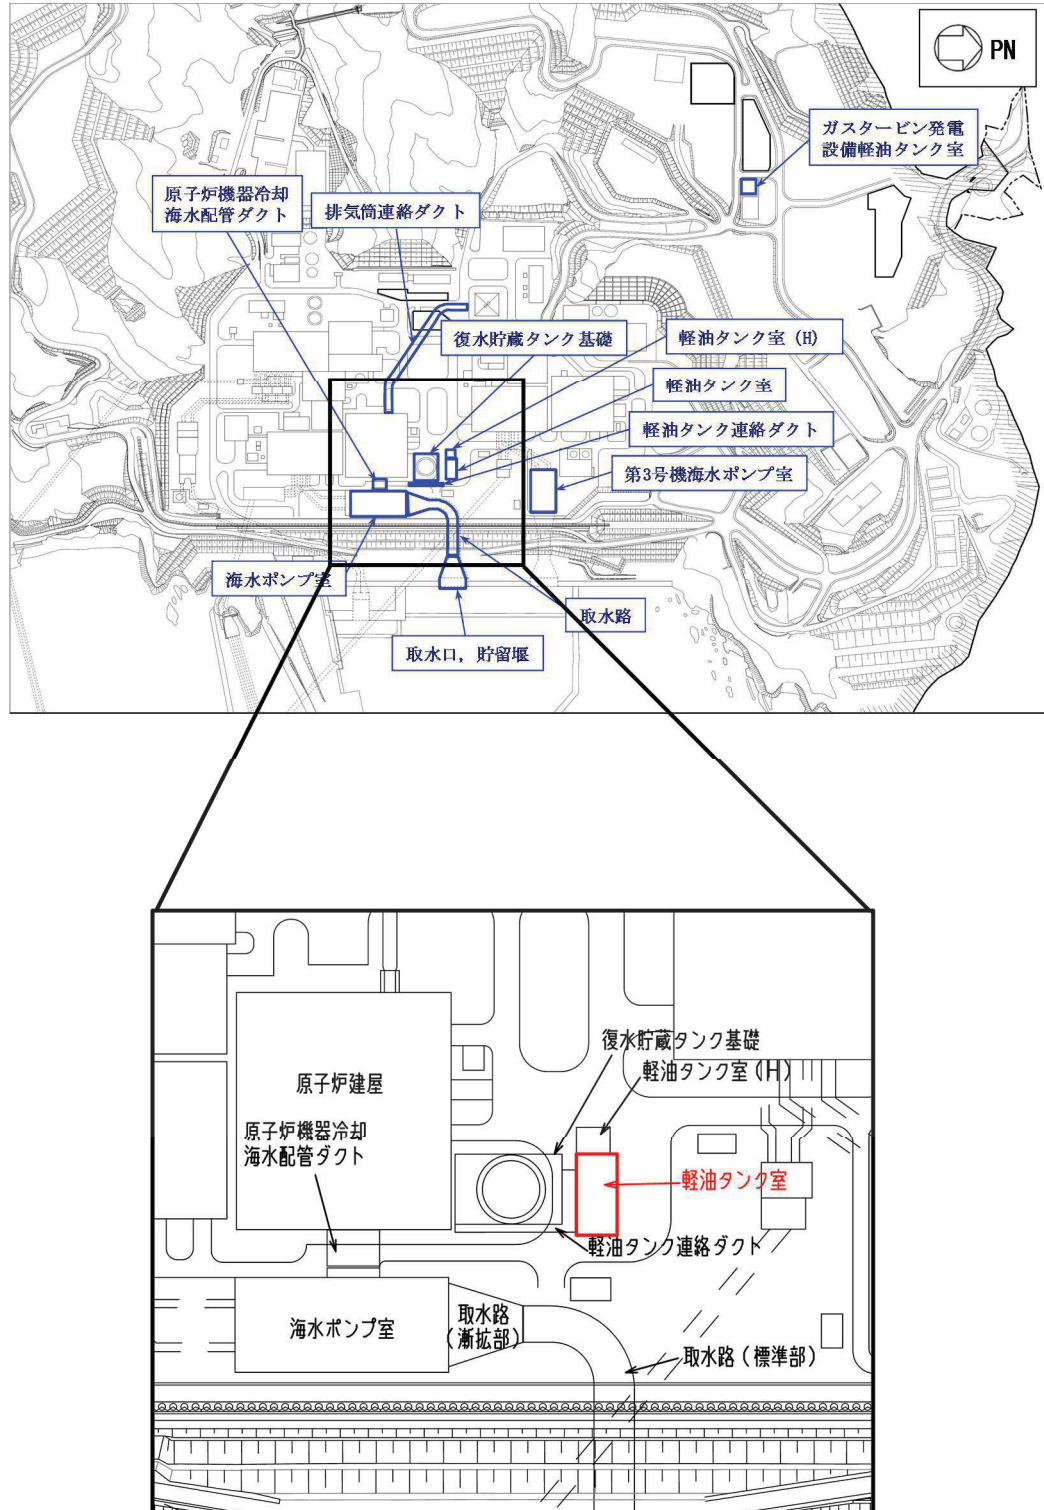 PN
ガスタービン発電
設備軽油タンク室
原子炉機器冷却
海水配管ダクト
排気筒連絡ダクト
復水貯蔵タンク基礎
軽油タンク室 (H)
軽油タンク室
軽油タンク連絡ダクト
第3号機海水ポンプ室
海水ポンプ室
取水路
取水口，貯留堰
復水貯蔵タンク基礎
軽油タンク室(H)
原子炉建屋
原子炉機器冷却
海水配管ダクト
軽油タンク室
軽油タンク連絡ダクト
海水ポンプ室
取水路
(漸拡部)
取水路(標準部)